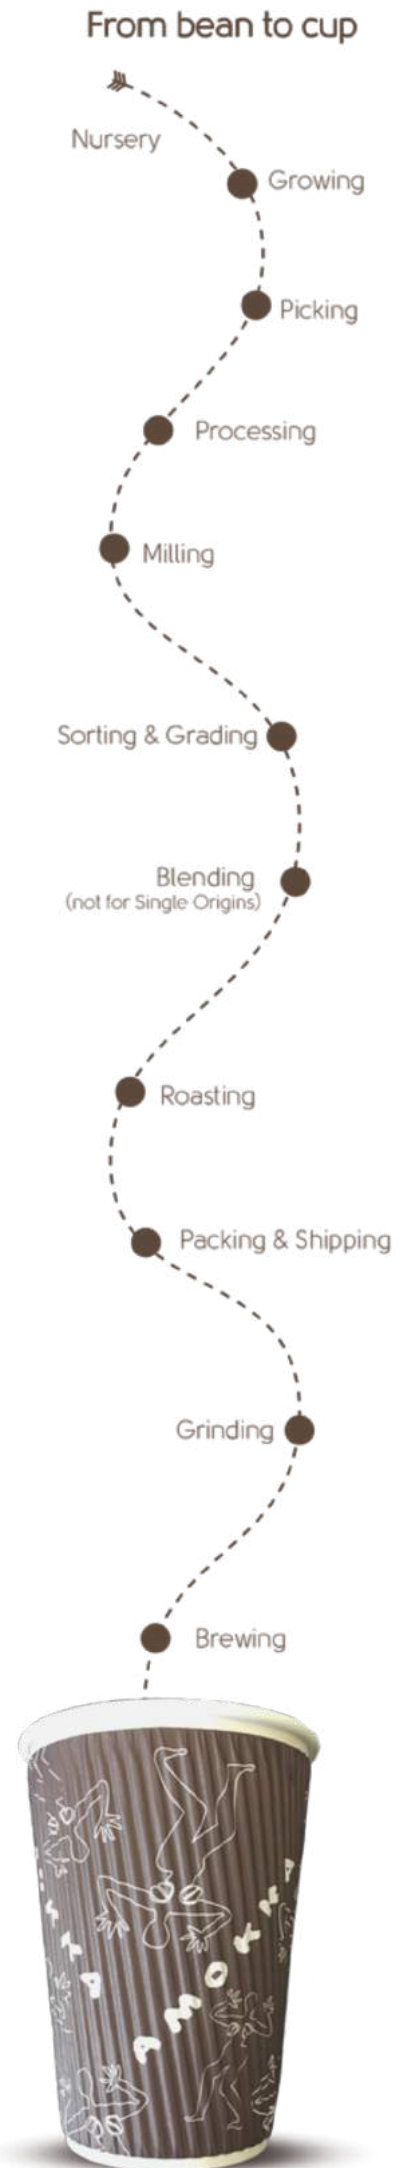 From bean to cup
Nursery
Growing
Picking
Processing
Milling
Sorting & Grading
Blending
(not for Single Origins)
Roasting
Packing & Shipping
Grinding
Brewing
AMOKKA